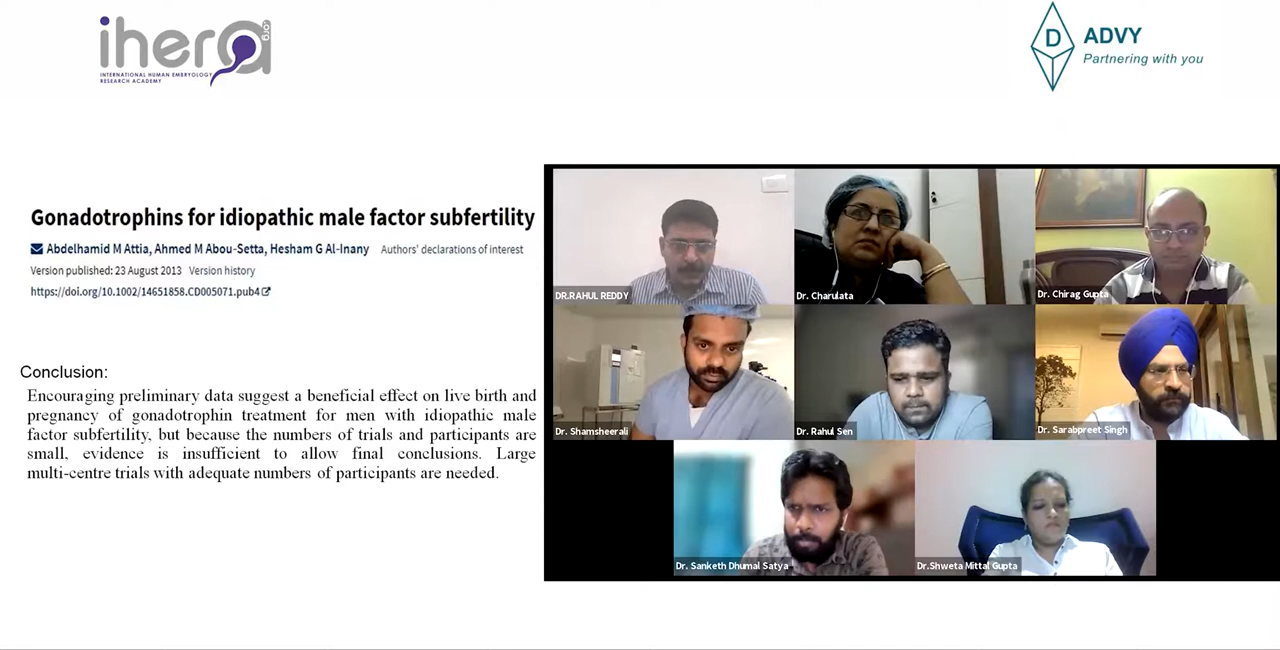 ihera.org
INTERNATIONAL HUMAN EMBRYOLOGY
RESEARCH ACADEMY
D
ADVY
Partnering with you
Gonadotrophins for idiopathic male factor subfertility
Abdelhamid M Attia, Ahmed M Abou-Setta, Hesham G Al-Inany Authors' declarations of interest
Version published: 23 August 2013 Version history
https://doi.org/10.1002/14651858.CD005071.pub4
Conclusion:
Encouraging preliminary data suggest a beneficial effect on live birth and
pregnancy of gonadotrophin treatment for men with idiopathic male
factor subfertility, but because the numbers of trials and participants are
small, evidence is insufficient to allow final conclusions. Large
multi-centre trials with adequate numbers of participants are needed.
DR.RAHUL REDDY
Dr. Charulata
Dr. Chirag Gupta
Dr. Shamsheerali
Dr. Rahul Sen
Dr. Sarabpreet Singh
Dr. Sanketh Dhumal Satya
Dr.Shweta Mittal Gupta